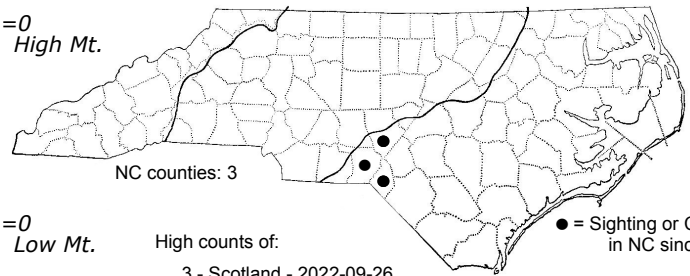 =0
High Mt.
NC counties: 3
=0
Low Mt.
High counts of:
3 - Scotland - 2022-09-26
● = Sighting or
in NC sinc